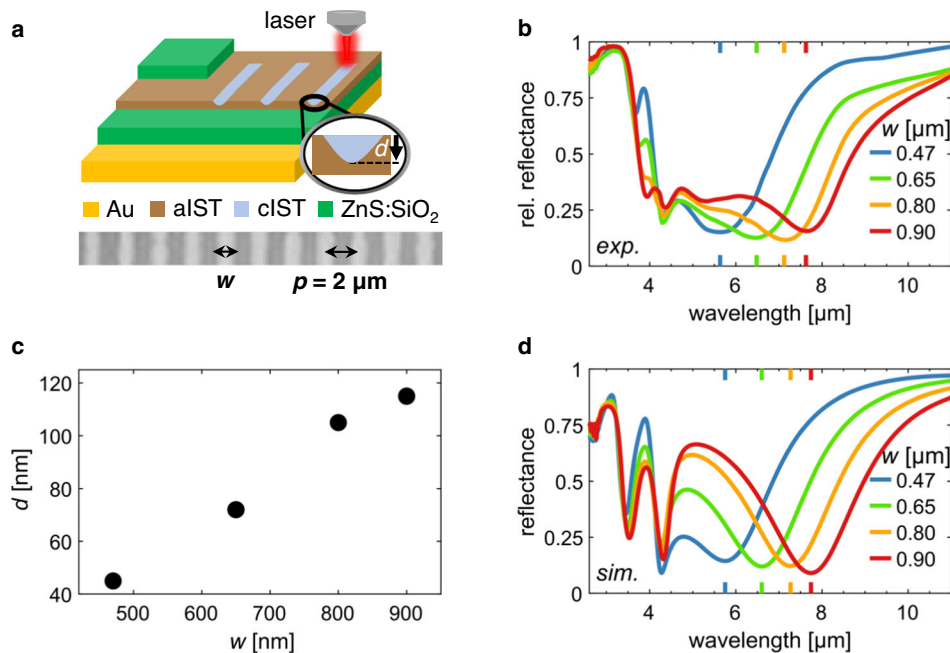 a
laser
d
Au aIST cIST ZnS:SiO₂
w
p = 2 µm
b
1
0.75
0.5
0.25
0
rel. reflectance
w [µm]
0.47
0.65
0.80
0.90
exp.
4 6 8 10
wavelength [µm]
c
120
100
80
60
40
d [nm]
500 600 700 800 900
w [nm]
d
1
0.75
0.5
0.25
0
reflectance
w [µm]
0.47
0.65
0.80
0.90
sim.
4 6 8 10
wavelength [µm]